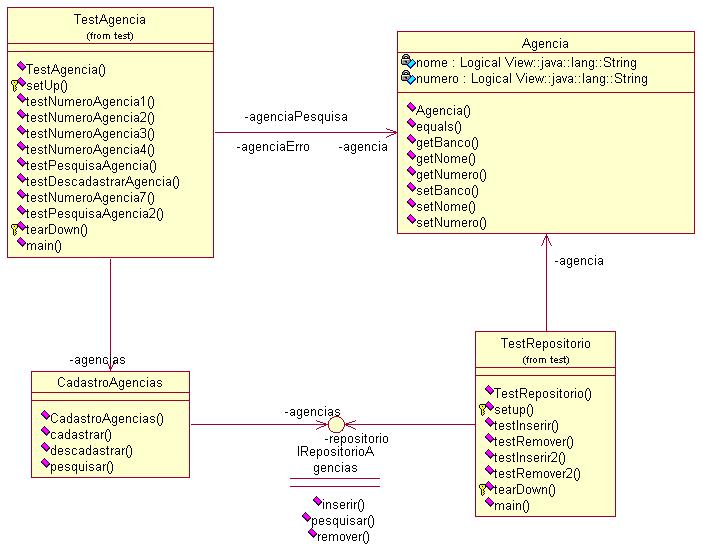 TestAgencia
(from test)
TestAgencia()
setUp()
testNumeroAgencia1()
testNumeroAgencia2()
testNumeroAgencia3()
testNumeroAgencia4()
testPesquisaAgencia()
testDescadastrarAgencia()
testNumeroAgencia7()
testPesquisaAgencia2()
tearDown()
main()
-agenciaPesquisa
-agenciaErro
-agencia
Agencia
nome : Logical View::java::lang::String
numero : Logical View::java::lang::String
Agencia()
equals()
getBanco()
getNome()
getNumero()
setBanco()
setNome()
setNumero()
-agencia
-agencias
CadastroAgencias
CadastroAgencias()
cadastrar()
descadastrar()
pesquisar()
-agencias
-repositorio
IRepositorioA
gencias
inserir()
pesquisar()
remover()
TestRepositorio
(from test)
TestRepositorio()
setup()
testInserir()
testRemover()
testInserir2()
testRemover2()
tearDown()
main()